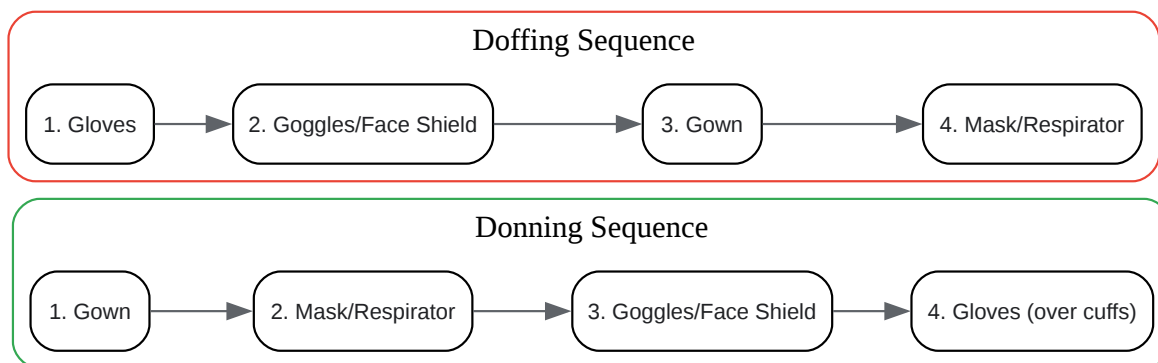 Doffing Sequence
1. Gloves
2. Goggles/Face Shield
3. Gown
4. Mask/Respirator
Donning Sequence
1. Gown
2. Mask/Respirator
3. Goggles/Face Shield
4. Gloves (over cuffs)